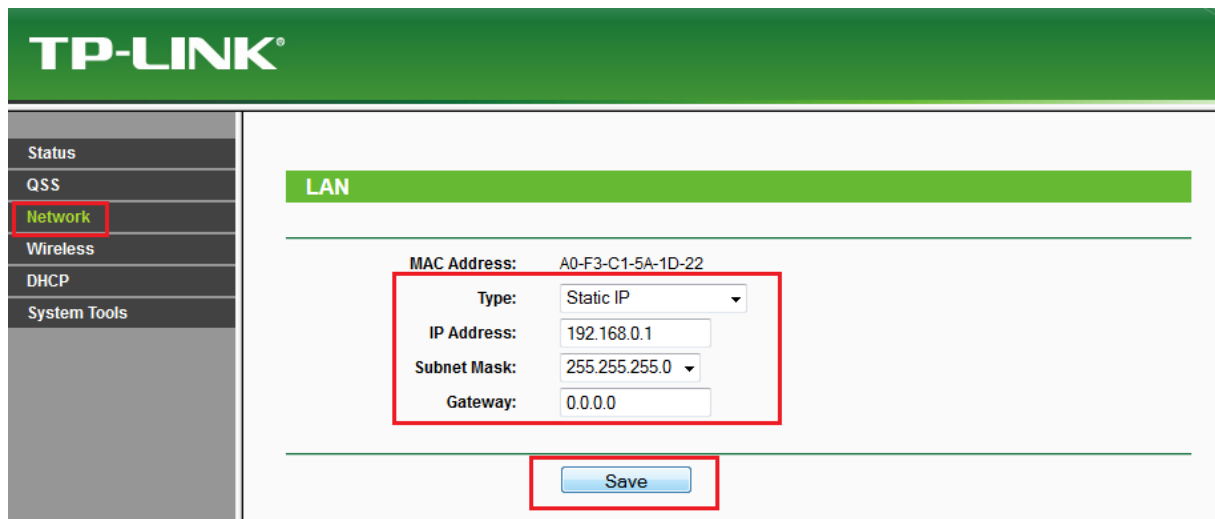 TP-LINK®
Status
QSS
Network
Wireless
DHCP
System Tools
LAN
MAC Address: A0-F3-C1-5A-1D-22
Type: Static IP
IP Address: 192.168.0.1
Subnet Mask: 255.255.255.0
Gateway: 0.0.0.0
Save